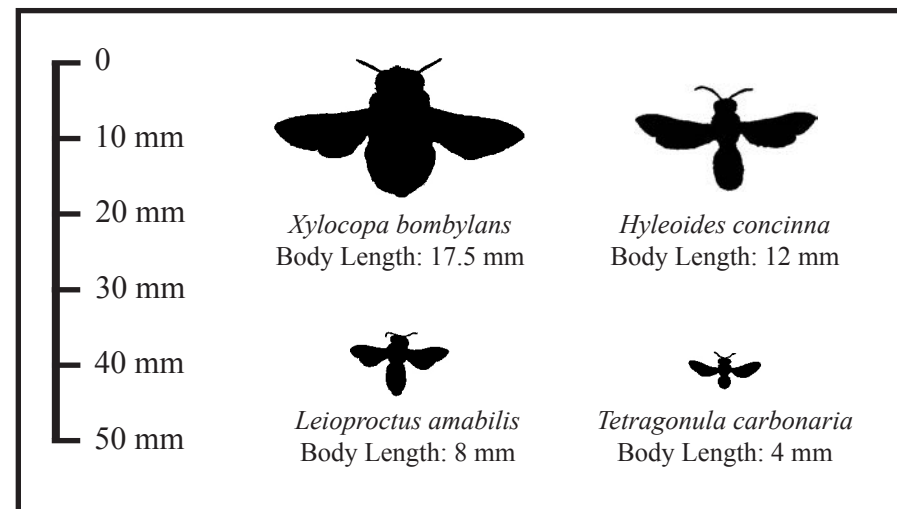 0
10 mm
20 mm
30 mm
40 mm
50 mm
Xylocopa bombylans
Body Length: 17.5 mm
Hyleoides concinna
Body Length: 12 mm
Leioproctus amabilis
Body Length: 8 mm
Tetragonula carbonaria
Body Length: 4 mm